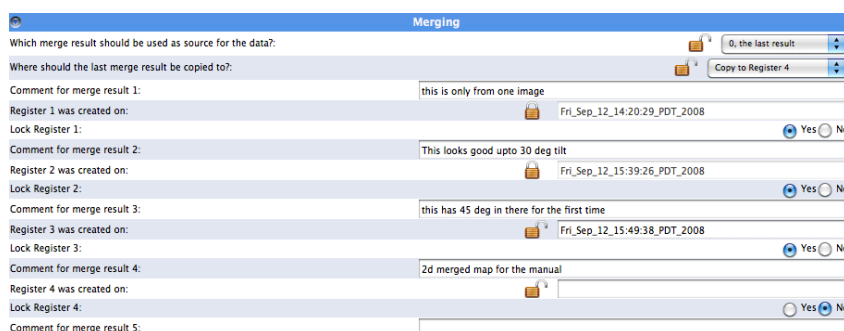 Merging
Which merge result should be used as source for the data?: 0, the last result
Where should the last merge result be copied to?: Copy to Register 4
Comment for merge result 1: this is only from one image
Register 1 was created on: Fri_Sep_12_14:20:29_PDT_2008
Lock Register 1: Yes No
Comment for merge result 2: This looks good upto 30 deg tilt
Register 2 was created on: Fri_Sep_12_15:39:26_PDT_2008
Lock Register 2: Yes No
Comment for merge result 3: this has 45 deg in there for the first time
Register 3 was created on: Fri_Sep_12_15:49:38_PDT_2008
Lock Register 3: Yes No
Comment for merge result 4: 2d merged map for the manual
Register 4 was created on:
Lock Register 4: Yes No
Comment for merge result 5: